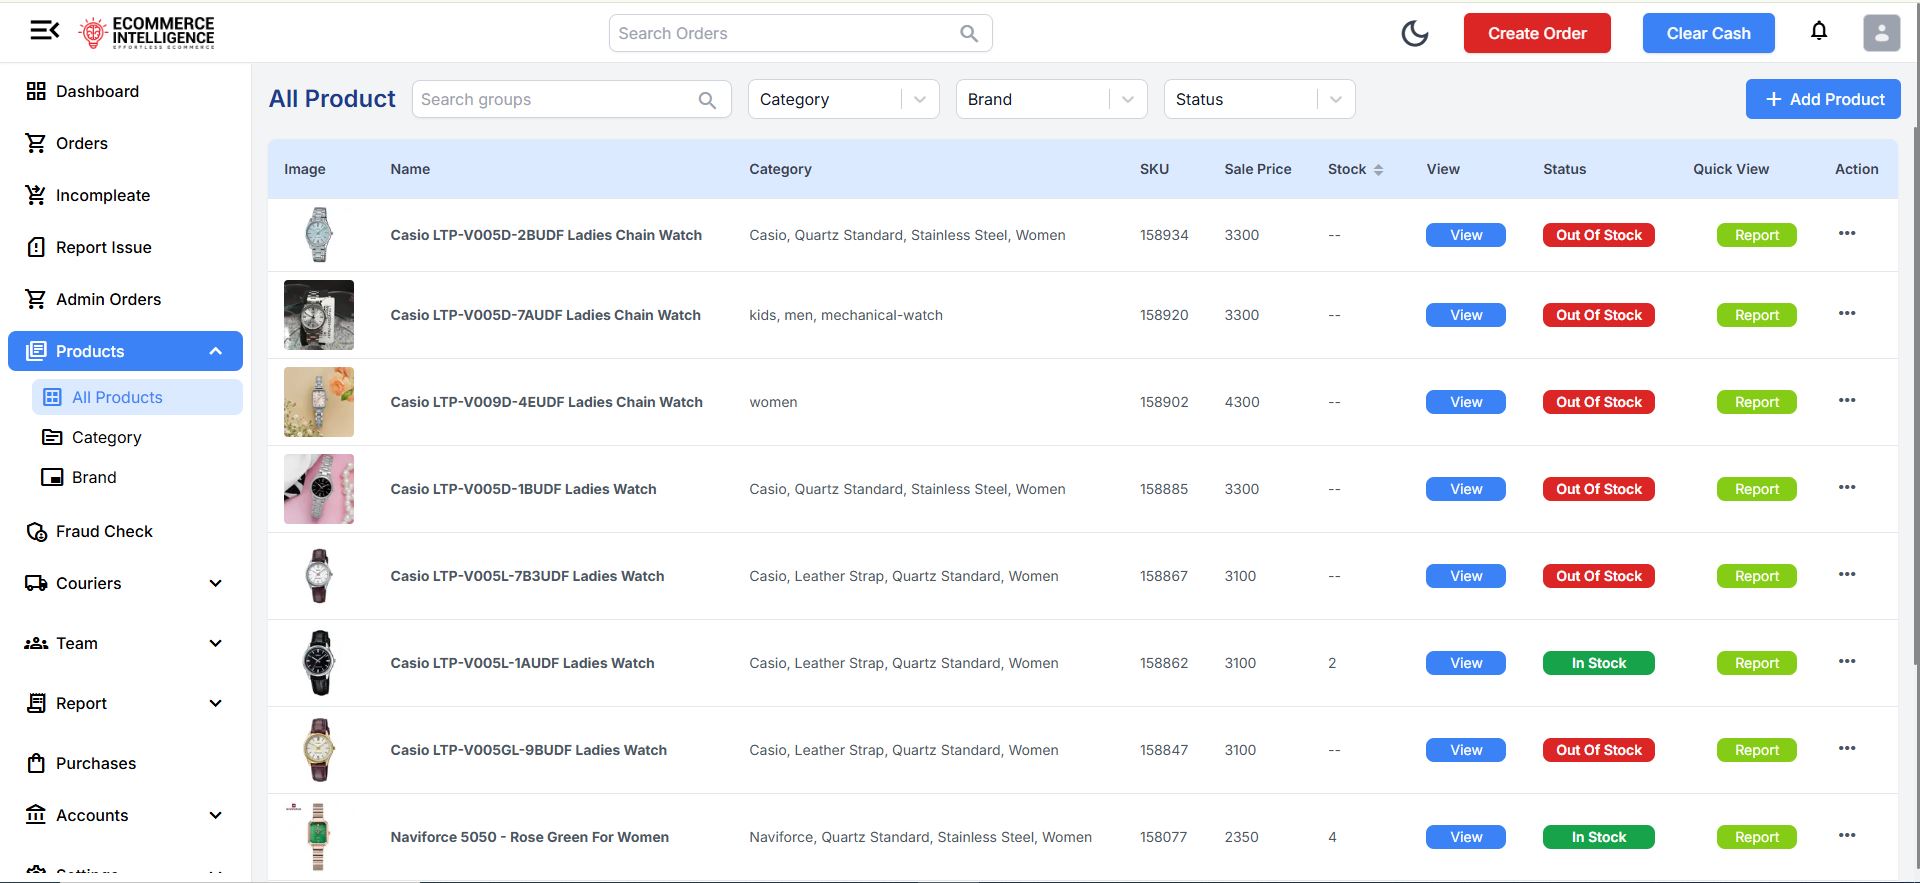 ECOMMERCE
INTELLIGENCE
EFFORTLESS ECOMMERCE
Search Orders
Create Order
Clear Cash
Dashboard
Orders
Incompleate
Report Issue
Admin Orders
Products
All Products
Category
Brand
Fraud Check
Couriers
Team
Report
Purchases
Accounts
Settings
All Product
Search groups
Category
Brand
Status
Add Product
Image Name Category SKU Sale Price Stock View Status Quick View Action
Casio LTP-V005D-2BUDF Ladies Chain Watch Casio, Quartz Standard, Stainless Steel, Women 158934 3300 -- View Out Of Stock Report
Casio LTP-V005D-7AUDF Ladies Chain Watch kids, men, mechanical-watch 158920 3300 -- View Out Of Stock Report
Casio LTP-V009D-4EUDF Ladies Chain Watch women 158902 4300 -- View Out Of Stock Report
Casio LTP-V005D-1BUDF Ladies Watch Casio, Quartz Standard, Stainless Steel, Women 158885 3300 -- View Out Of Stock Report
Casio LTP-V005L-7B3UDF Ladies Watch Casio, Leather Strap, Quartz Standard, Women 158867 3100 -- View Out Of Stock Report
Casio LTP-V005L-1AUDF Ladies Watch Casio, Leather Strap, Quartz Standard, Women 158862 3100 2 View In Stock Report
Casio LTP-V005GL-9BUDF Ladies Watch Casio, Leather Strap, Quartz Standard, Women 158847 3100 -- View Out Of Stock Report
Naviforce 5050 - Rose Green For Women Naviforce, Quartz Standard, Stainless Steel, Women 158077 2350 4 View In Stock Report